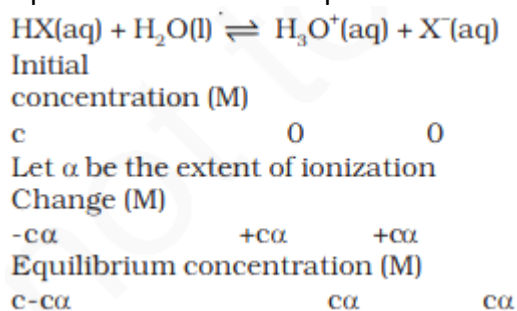 HX(aq) + H₂O(l) ⇌ H₃O⁺(aq) + X⁻(aq)
Initial
concentration (M)
c 0 0
Let α be the extent of ionization
Change (M)
-cα +cα +cα
Equilibrium concentration (M)
c-cα cα cα